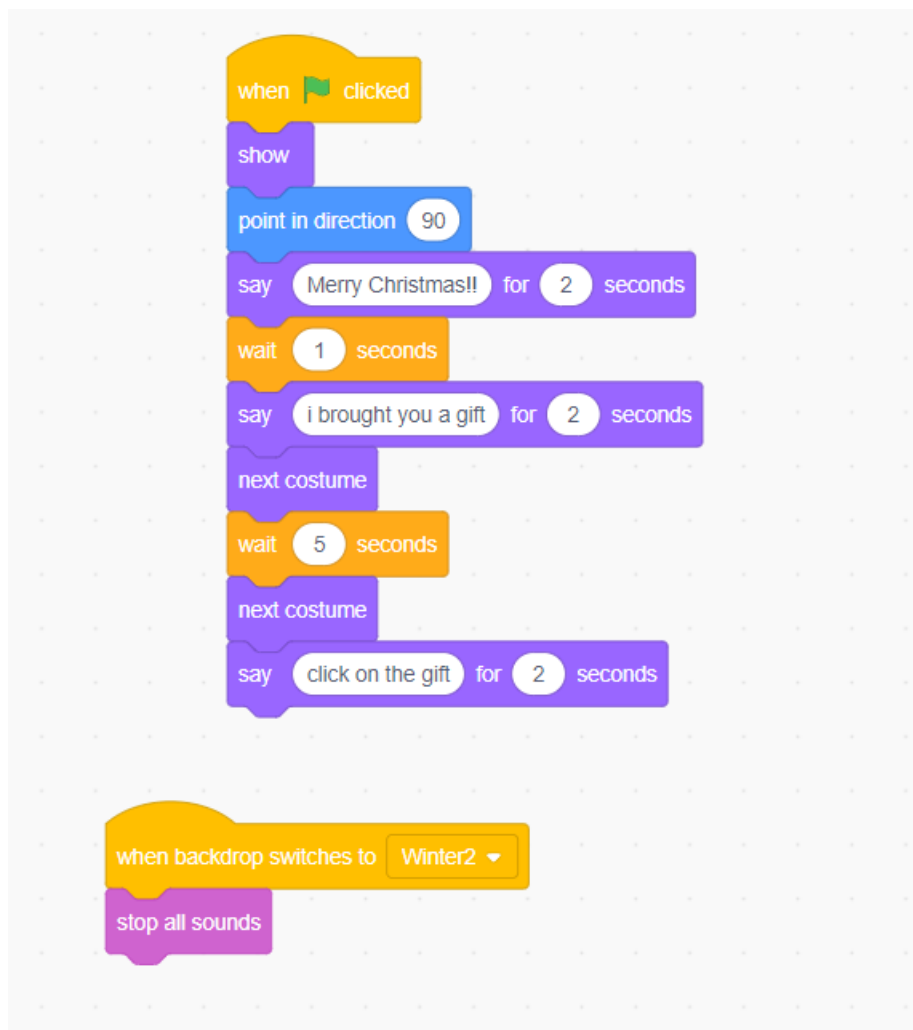 when clicked
show
point in direction 90
say Merry Christmas!! for 2 seconds
wait 1 seconds
say i brought you a gift for 2 seconds
next costume
wait 5 seconds
next costume
say click on the gift for 2 seconds
when backdrop switches to Winter2
stop all sounds